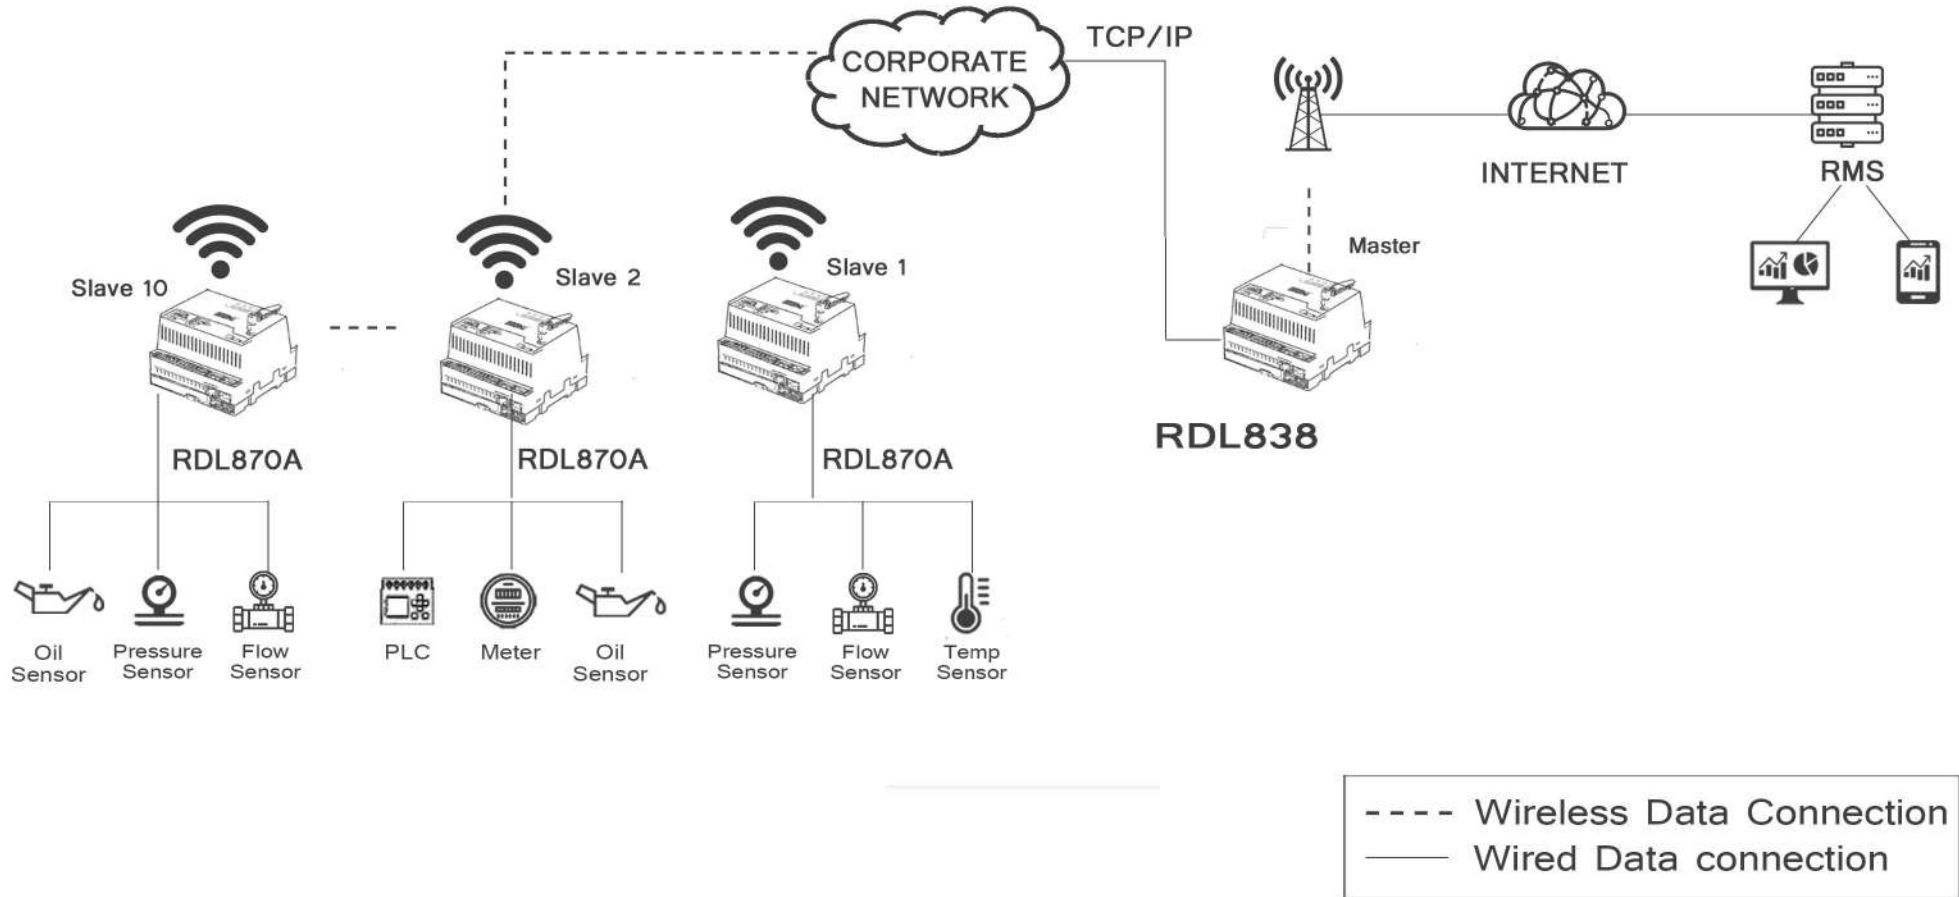 CORPORATE
NETWORK
TCP/IP
INTERNET
RMS
Master
Slave 10
Slave 2
Slave 1
RDL838
RDL870A
RDL870A
RDL870A
Oil
Sensor
Pressure
Sensor
Flow
Sensor
PLC
Meter
Oil
Sensor
Pressure
Sensor
Flow
Sensor
Temp
Sensor
Wireless Data Connection
Wired Data connection